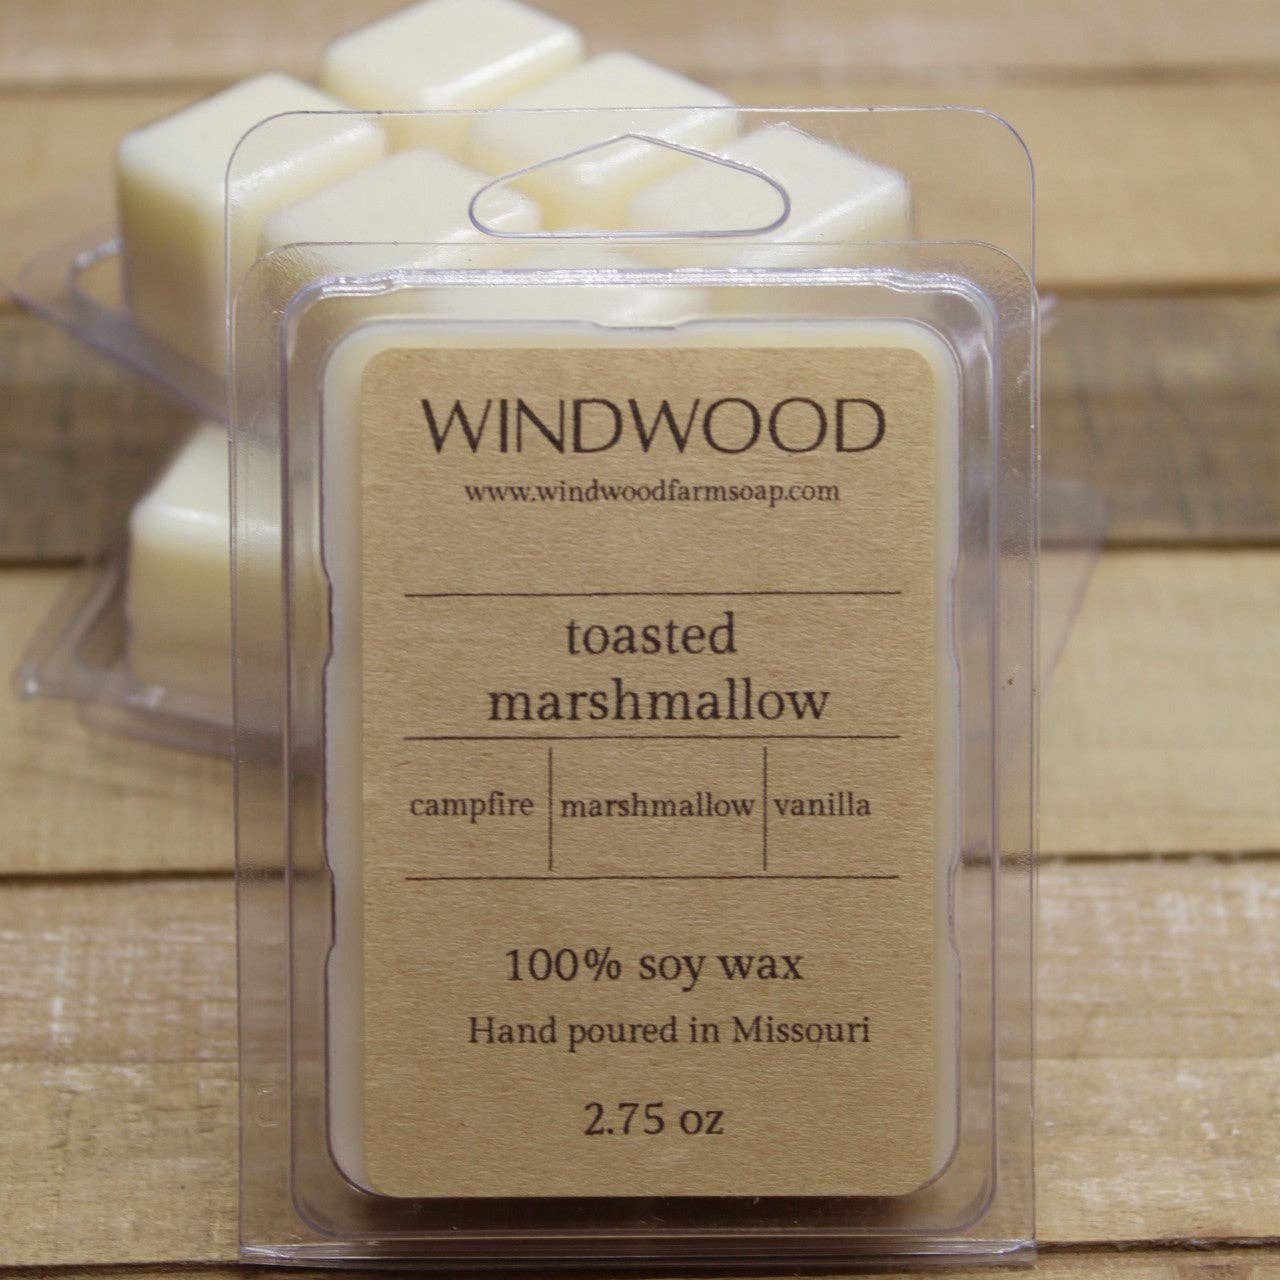 WINDWOOD
www.windwoodfarmsoap.com
toasted
marshmallow
campfire marshmallow vanilla
100% soy wax
Hand poured in Missouri
2.75 oz